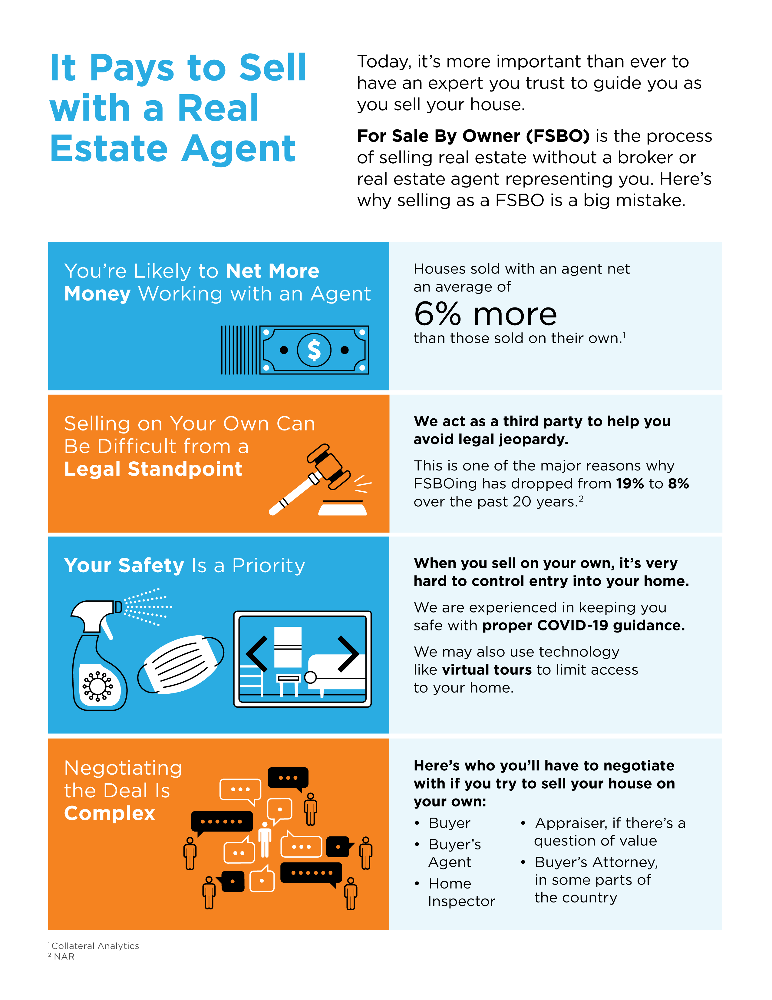 It Pays to Sell
with a Real
Estate Agent
Today, it’s more important than ever to
have an expert you trust to guide you as
you sell your house.
For Sale By Owner (FSBO) is the process
of selling real estate without a broker or
real estate agent representing you. Here’s
why selling as a FSBO is a big mistake.
You’re Likely to Net More
Money Working with an Agent
$
Houses sold with an agent net
an average of
6% more
than those sold on their own.¹
Selling on Your Own Can
Be Difficult from a
Legal Standpoint
We act as a third party to help you
avoid legal jeopardy.
This is one of the major reasons why
FSBOing has dropped from 19% to 8%
over the past 20 years.²
Your Safety Is a Priority
When you sell on your own, it’s very
hard to control entry into your home.
We are experienced in keeping you
safe with proper COVID-19 guidance.
We may also use technology
like virtual tours to limit access
to your home.
Negotiating
the Deal Is
Complex
Here’s who you’ll have to negotiate
with if you try to sell your house on
your own:
• Buyer
• Buyer’s
Agent
• Home
Inspector
• Appraiser, if there’s a
question of value
• Buyer’s Attorney,
in some parts of
the country
¹ Collateral Analytics
² NAR